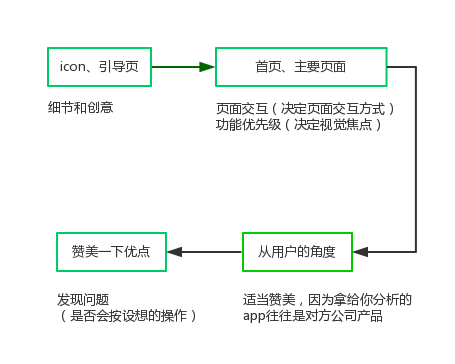 icon、引导页
首页、主要页面
细节和创意
页面交互（决定页面交互方式）
功能优先级（决定视觉焦点）
赞美一下优点
从用户的角度
发现问题
（是否会按设想的操作）
适当赞美，因为拿给你分析的
app往往是对方公司产品